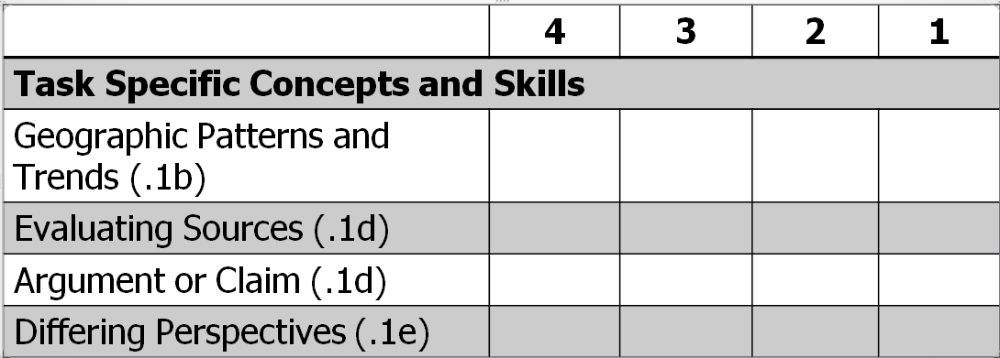 4 3 2 1
Task Specific Concepts and Skills
Geographic Patterns and
Trends (.1b)
Evaluating Sources (.1d)
Argument or Claim (.1d)
Differing Perspectives (.1e)